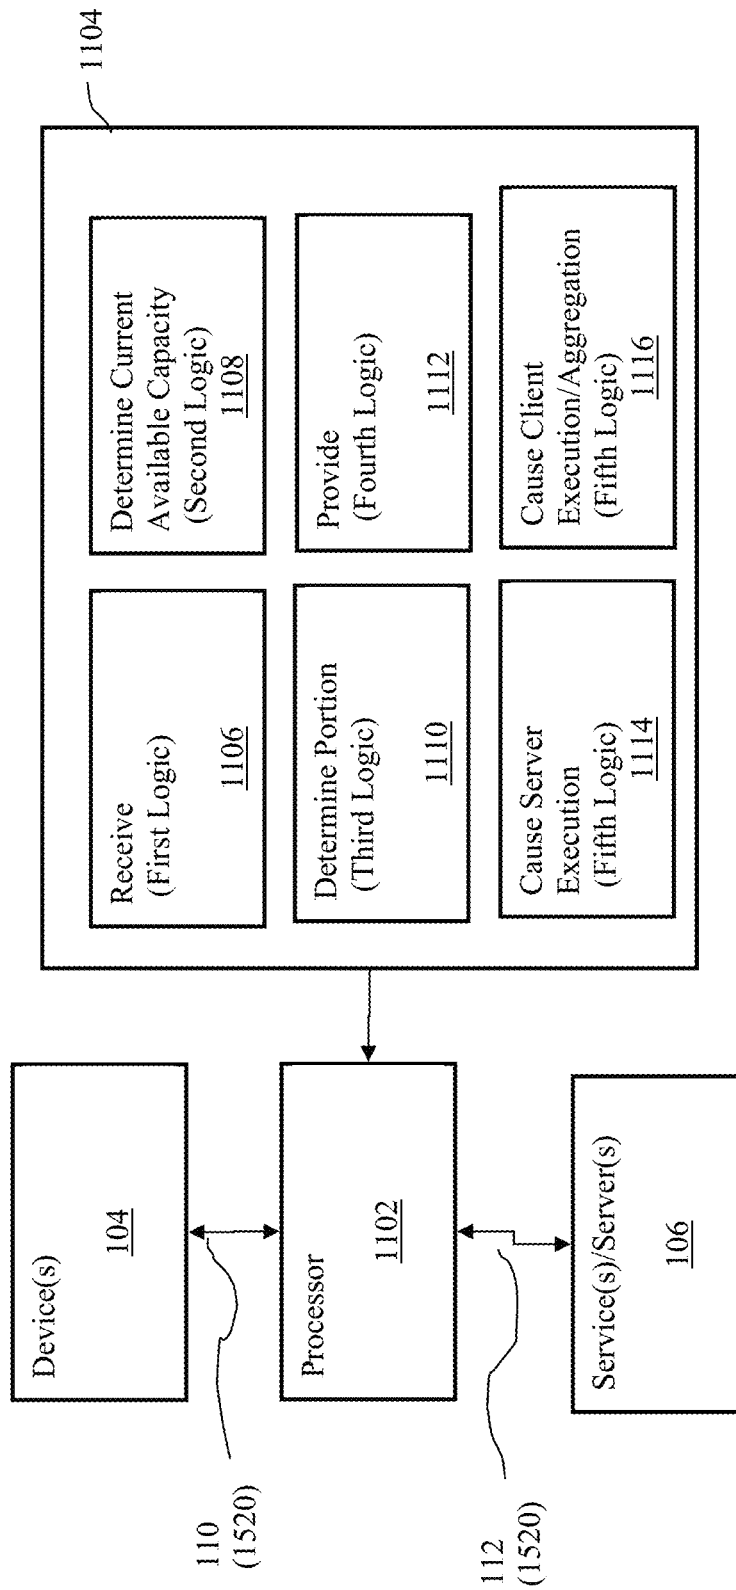 1104
Receive
(First Logic)
1106
Determine Current
Available Capacity
(Second Logic)
1108
Determine Portion
(Third Logic)
1110
Provide
(Fourth Logic)
1112
Cause Server
Execution
(Fifth Logic)
1114
Cause Client
Execution/Aggregation
(Fifth Logic)
1116
Device(s)
104
110
(1520)
Processor
1102
112
(1520)
Service(s)/Server(s)
106